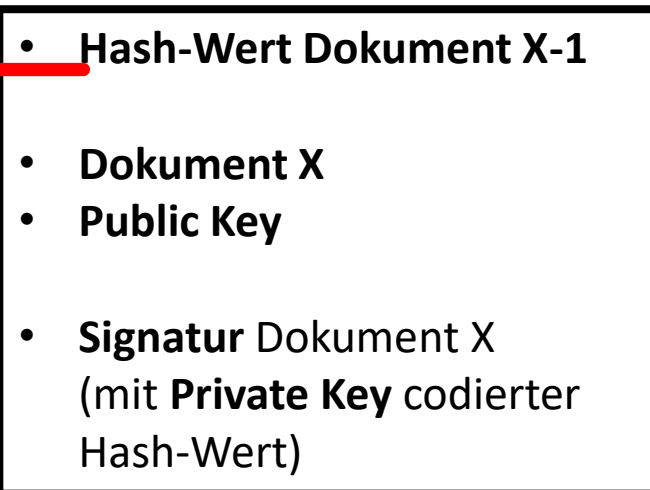 • Hash-Wert Dokument X-1
• Dokument X
• Public Key
• Signatur Dokument X
(mit Private Key codierter
Hash-Wert)